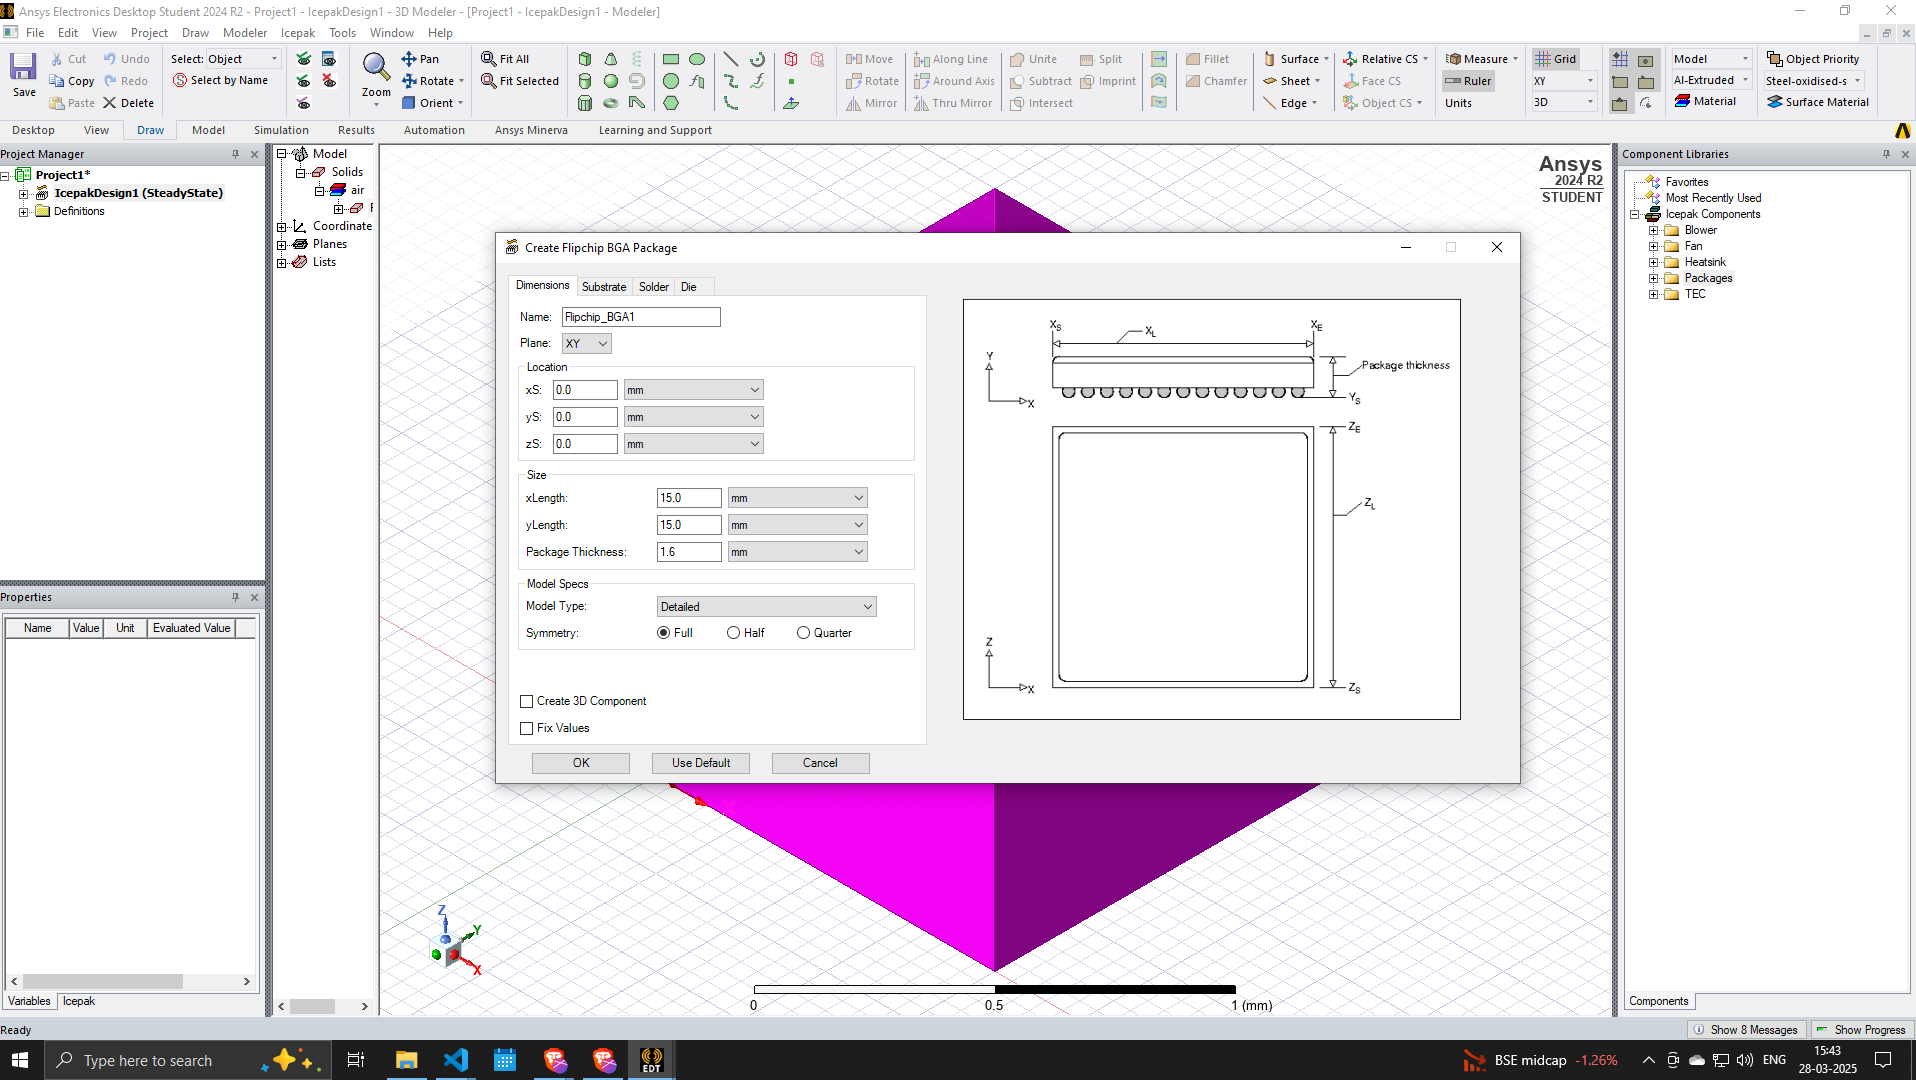 Ansys Electronics Desktop Student 2024 R2 - Project1 - IcepakDesign1 - 3D Modeler - [Project1 - IcepakDesign1 - Modeler]
File Edit View Project Draw Modeler Icepak Tools Window Help
Save
Cut
Copy
Paste
Undo
Redo
Delete
Select: Object
Select by Name
Zoom
Pan
Rotate
Orient
Fit All
Fit Selected
Move
Rotate
Mirror
Along Line
Around Axis
Thru Mirror
Unite
Subtract
Intersect
Split
Imprint
Fillet
Chamfer
Surface
Sheet
Edge
Relative CS
Face CS
Object CS
Measure
Ruler
Units
Grid
XY
3D
Model
Al-Extruded
Material
Object Priority
Steel-oxidised-s
Surface Material
Desktop View Draw Model Simulation Results Automation Ansys Minerva Learning and Support
Project Manager
Project1*
IcepakDesign1 (SteadyState)
Definitions
Model
Solids
air
Coordinate
Planes
Lists
Properties
Name Value Unit Evaluated Value
Variables Icepak
Ansys
2024 R2
STUDENT
Create Flipchip BGA Package
Dimensions Substrate Solder Die
Name: Flipchip_BGA1
Plane: XY
Location
xS: 0.0 mm
yS: 0.0 mm
zS: 0.0 mm
Size
xLength: 15.0 mm
yLength: 15.0 mm
Package Thickness: 1.6 mm
Model Specs
Model Type: Detailed
Symmetry: Full Half Quarter
Create 3D Component
Fix Values
OK Use Default Cancel
XS XL XE
Y
X
Package thickness
YS
ZE
ZL
Z
X
ZS
Z
Y
X
0 0.5 1 (mm)
Component Libraries
Favorites
Most Recently Used
Icepak Components
Blower
Fan
Heatsink
Packages
TEC
Components
Ready
Show 8 Messages
Show Progress
Type here to search
EDT
BSE midcap -1.26%
ENG
15:43
28-03-2025